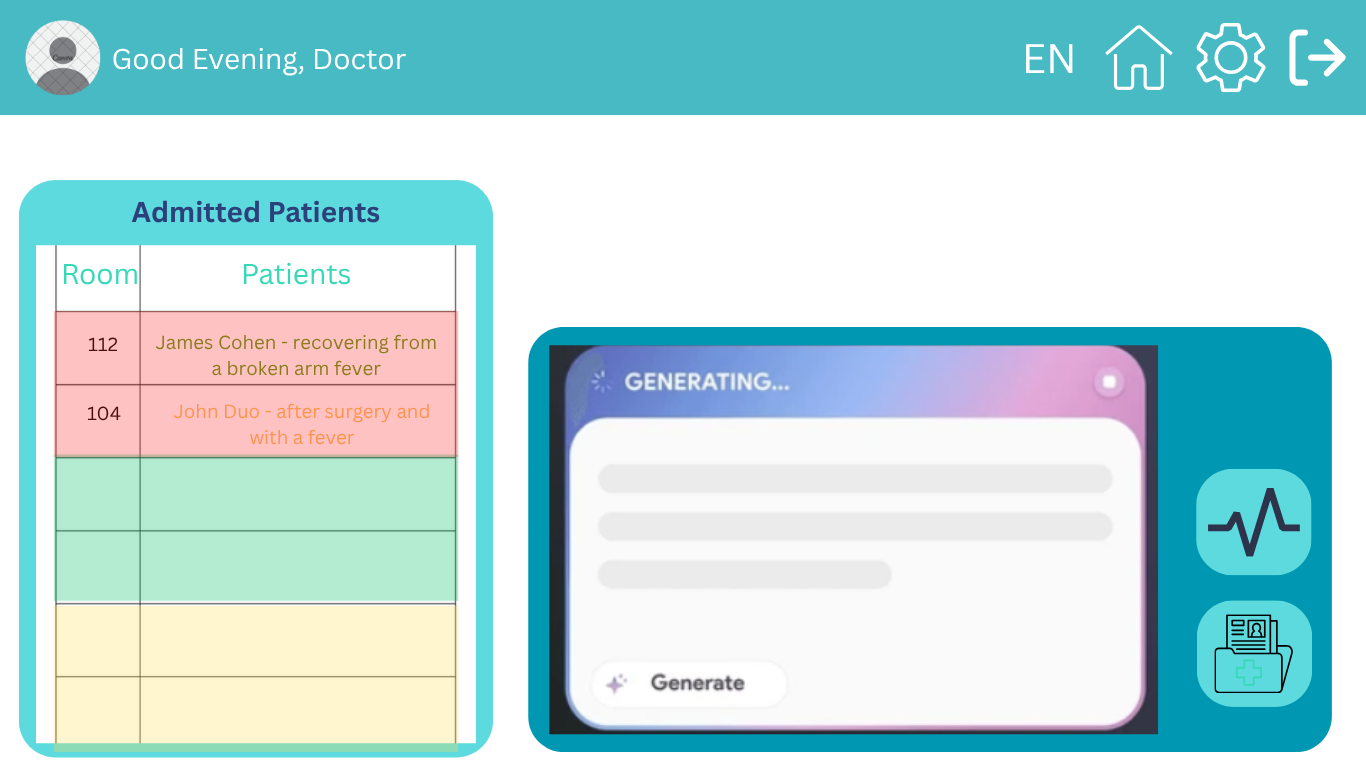 Good Evening, Doctor
EN
Admitted Patients
Room Patients
112 James Cohen - recovering from
a broken arm fever
104 John Duo - after surgery and
with a fever
GENERATING...
Generate